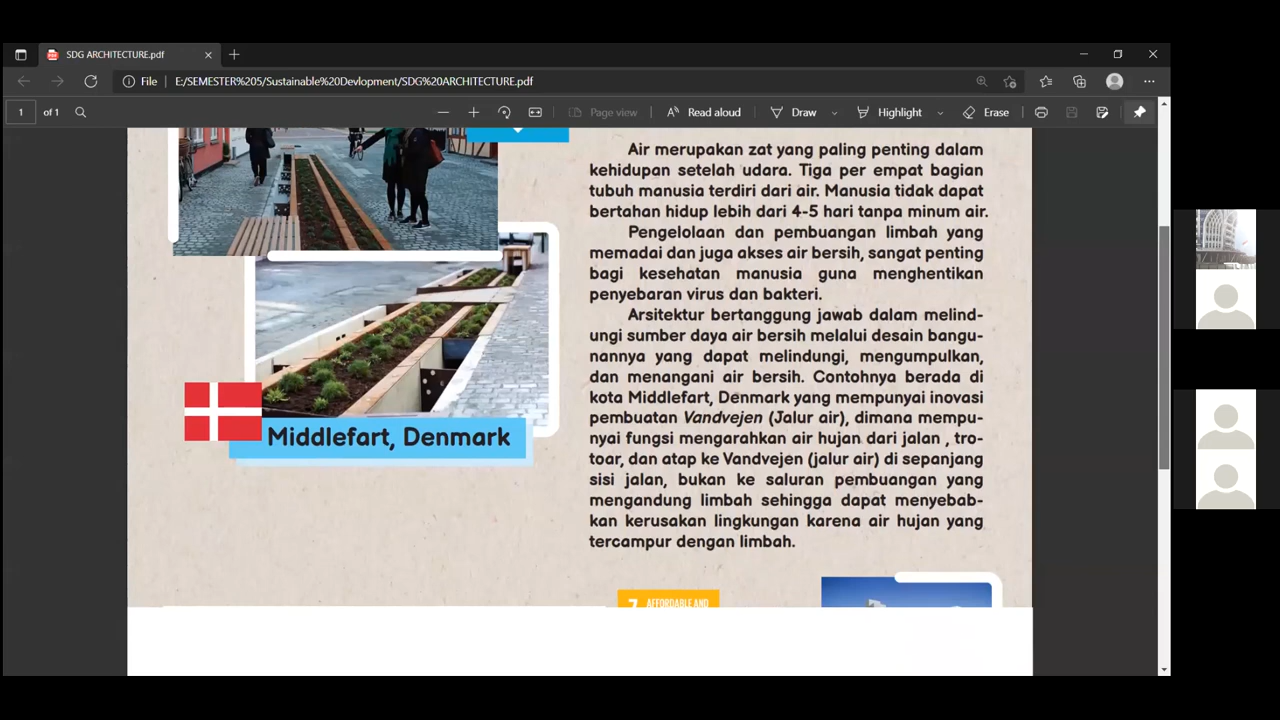 SDG ARCHITECTURE.pdf
File
E:/SEMESTER%205/Sustainable%20Devlopment/SDG%20ARCHITECTURE.pdf
1 of 1
Page view
Read aloud
Draw
Highlight
Erase
Middlefart, Denmark
Air merupakan zat yang paling penting dalam
kehidupan setelah udara. Tiga per empat bagian
tubuh manusia terdiri dari air. Manusia tidak dapat
bertahan hidup lebih dari 4-5 hari tanpa minum air.
Pengelolaan dan pembuangan limbah yang
memadai dan juga akses air bersih, sangat penting
bagi kesehatan manusia guna menghentikan
penyebaran virus dan bakteri.
Arsitektur bertanggung jawab dalam melind-
ungi sumber daya air bersih melalui desain bangu-
nannya yang dapat melindungi, mengumpulkan,
dan menangani air bersih. Contohnya berada di
kota Middlefart, Denmark yang mempunyai inovasi
pembuatan Vandvejen (Jalur air), dimana mempu-
nyai fungsi mengarahkan air hujan dari jalan , tro-
toar, dan atap ke Vandvejen (jalur air) di sepanjang
sisi jalan, bukan ke saluran pembuangan yang
mengandung limbah sehingga dapat menyebab-
kan kerusakan lingkungan karena air hujan yang
tercampur dengan limbah.
7 AFFORDABLE AND